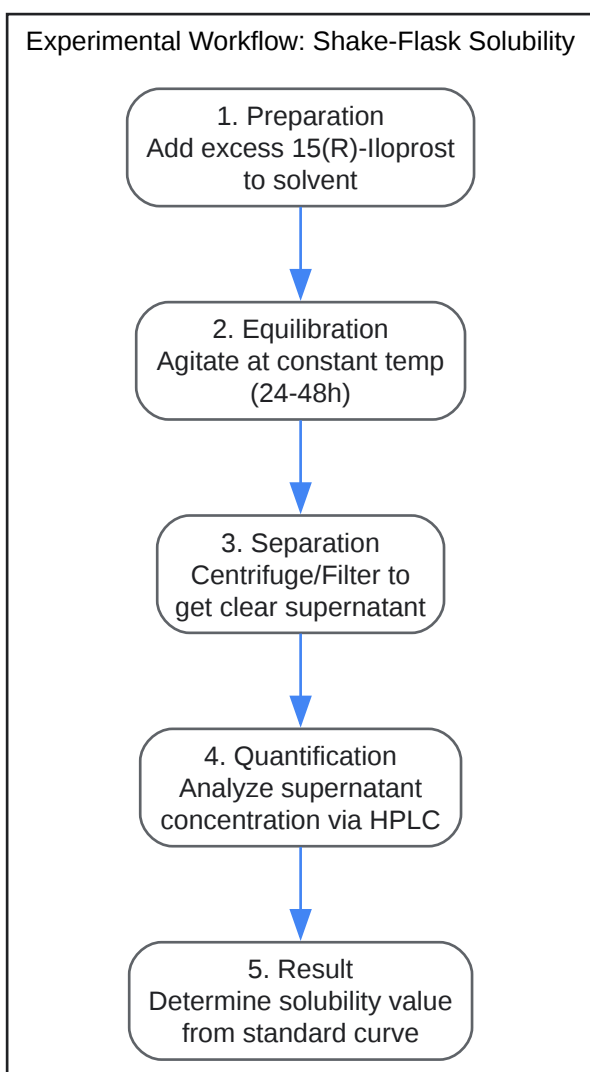 Experimental Workflow: Shake-Flask Solubility
1. Preparation
Add excess 15(R)-Iloprost
to solvent
2. Equilibration
Agitate at constant temp
(24-48h)
3. Separation
Centrifuge/Filter to
get clear supernatant
4. Quantification
Analyze supernatant
concentration via HPLC
5. Result
Determine solubility value
from standard curve